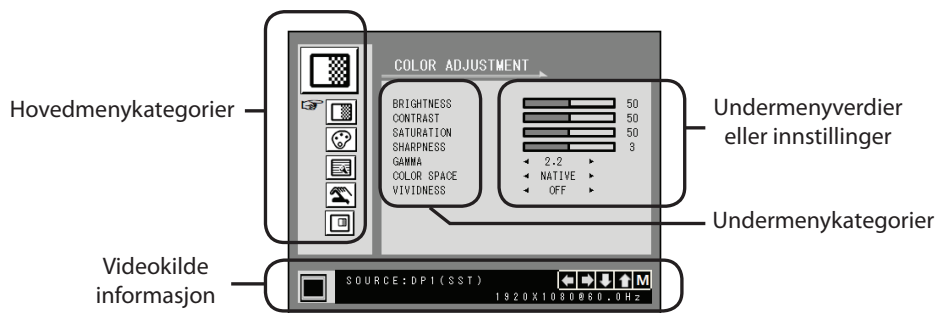 Hovedmenykategorier
COLOR ADJUSTMENT
BRIGHTNESS 50
CONTRAST 50
SATURATION 50
SHARPNESS 3
GAMMA ◄ 2.2 ►
COLOR SPACE ◄ NATIVE ►
VIVIDNESS ◄ OFF ►
Undermenyverdier
eller innstillinger
Undermenykategorier
Videokilde
informasjon
SOURCE:DP1(SST)
M
1920X1080@60.0Hz